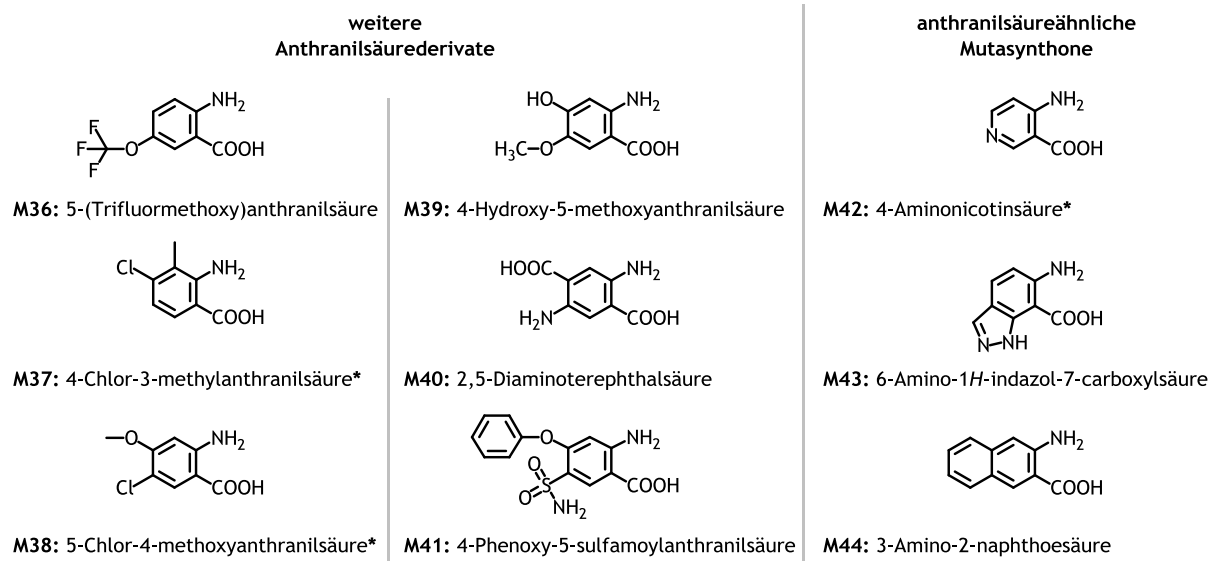 weitere
Anthranilsäurederivate
anthranilsäureähnliche
Mutasynthone
F
F
F
O
NH2
COOH
M36: 5-(Trifluormethoxy)anthranilsäure
HO
NH2
H3C
O
COOH
M39: 4-Hydroxy-5-methoxyanthranilsäure
NH2
N
COOH
M42: 4-Aminonicotinsäure*
Cl
NH2
COOH
M37: 4-Chlor-3-methylanthranilsäure*
HOOC
NH2
H2N
COOH
M40: 2,5-Diaminoterephthalsäure
NH2
COOH
N
NH
M43: 6-Amino-1H-indazol-7-carboxylsäure
O
NH2
Cl
COOH
M38: 5-Chlor-4-methoxyanthranilsäure*
O
NH2
O
S
O
COOH
NH2
M41: 4-Phenoxy-5-sulfamoylanthranilsäure
NH2
COOH
M44: 3-Amino-2-naphthoesäure